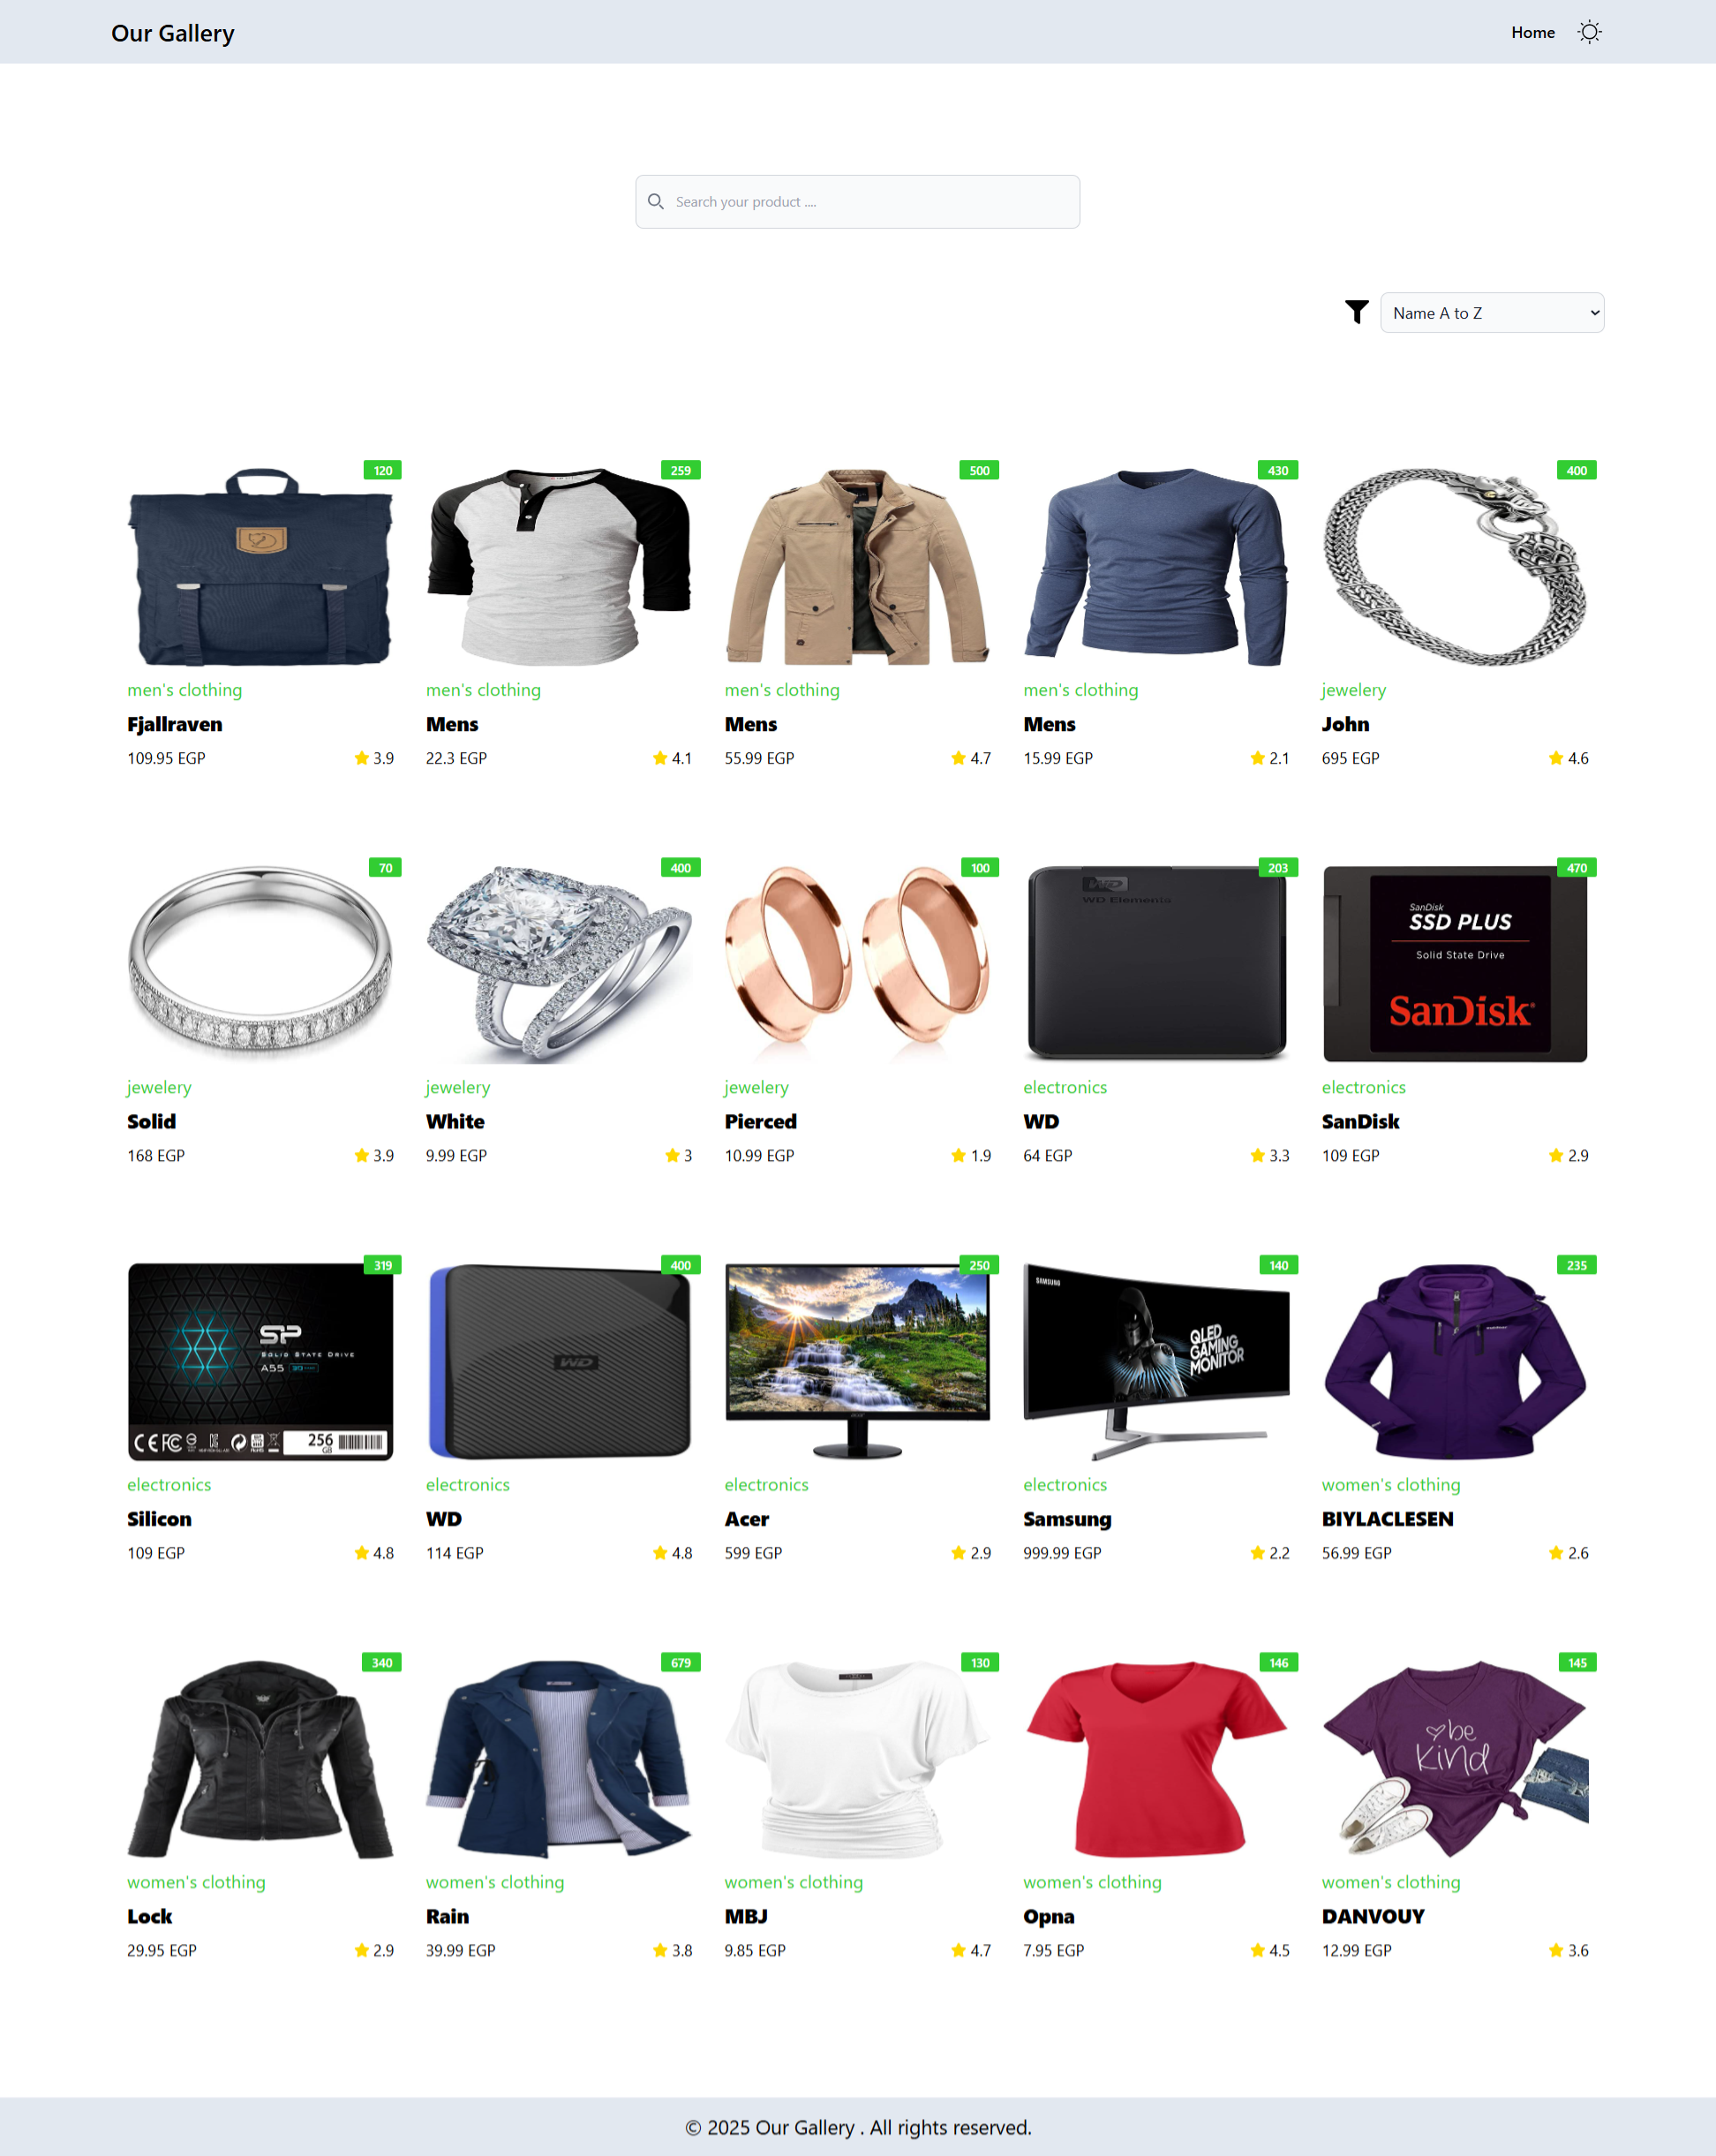 Our Gallery
Home
Search your product ....
Name A to Z
120
men's clothing
Fjallraven
109.95 EGP
3.9
259
men's clothing
Mens
22.3 EGP
4.1
500
men's clothing
Mens
55.99 EGP
4.7
430
men's clothing
Mens
15.99 EGP
2.1
400
jewelery
John
695 EGP
4.6
70
jewelery
Solid
168 EGP
3.9
400
jewelery
White
9.99 EGP
3
100
jewelery
Pierced
10.99 EGP
1.9
203
WD
WD Elements
electronics
WD
64 EGP
3.3
470
SanDisk
SSD PLUS
Solid State Drive
SanDisk
electronics
SanDisk
109 EGP
2.9
319
SP
SOLID STATE DRIVE
A55
256
GB
electronics
Silicon
109 EGP
4.8
400
WD
electronics
WD
114 EGP
4.8
250
acer
electronics
Acer
599 EGP
2.9
140
SAMSUNG
QLED
GAMING
MONITOR
electronics
Samsung
999.99 EGP
2.2
235
women's clothing
BIYLACLESEN
56.99 EGP
2.6
340
women's clothing
Lock
29.95 EGP
2.9
679
women's clothing
Rain
39.99 EGP
3.8
130
women's clothing
MBJ
9.85 EGP
4.7
146
women's clothing
Opna
7.95 EGP
4.5
145
be
kind
women's clothing
DANVOUY
12.99 EGP
3.6
© 2025 Our Gallery . All rights reserved.